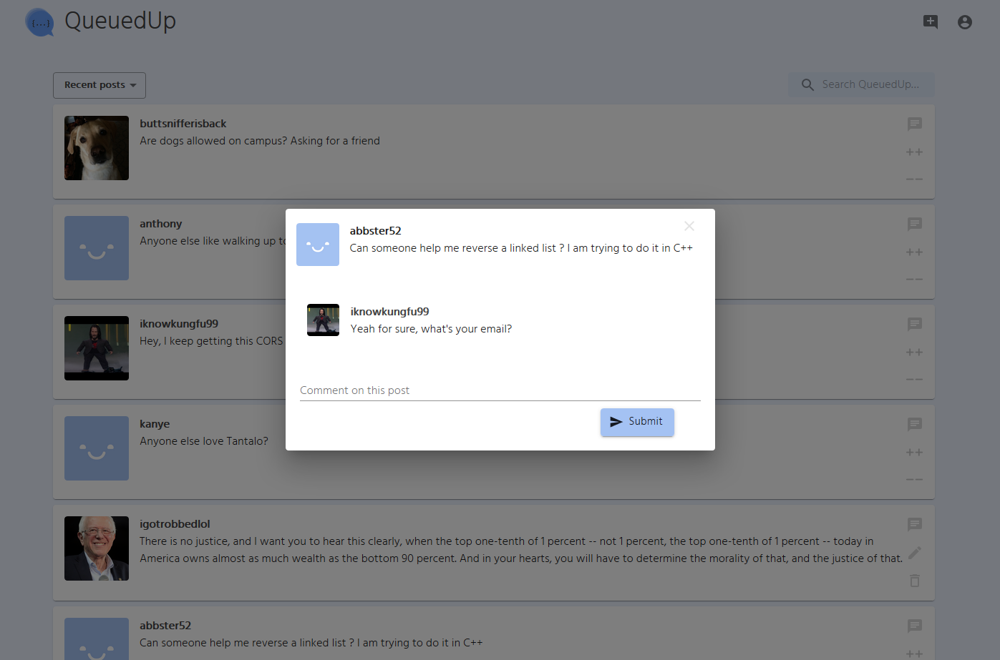 {...} QueuedUp
Recent posts
Search QueuedUp...
buttsnifferisback
Are dogs allowed on campus? Asking for a friend
++
--
anthony
Anyone else like walking up to
++
--
iknowkungfu99
Hey, I keep getting this CORS
++
--
kanye
Anyone else love Tantalo?
++
--
igotrobbedlol
There is no justice, and I want you to hear this clearly, when the top one-tenth of 1 percent -- not 1 percent, the top one-tenth of 1 percent -- today in
America owns almost as much wealth as the bottom 90 percent. And in your hearts, you will have to determine the morality of that, and the justice of that.
abbster52
Can someone help me reverse a linked list ? I am trying to do it in C++
++
abbster52
Can someone help me reverse a linked list ? I am trying to do it in C++
iknowkungfu99
Yeah for sure, what's your email?
Comment on this post
Submit